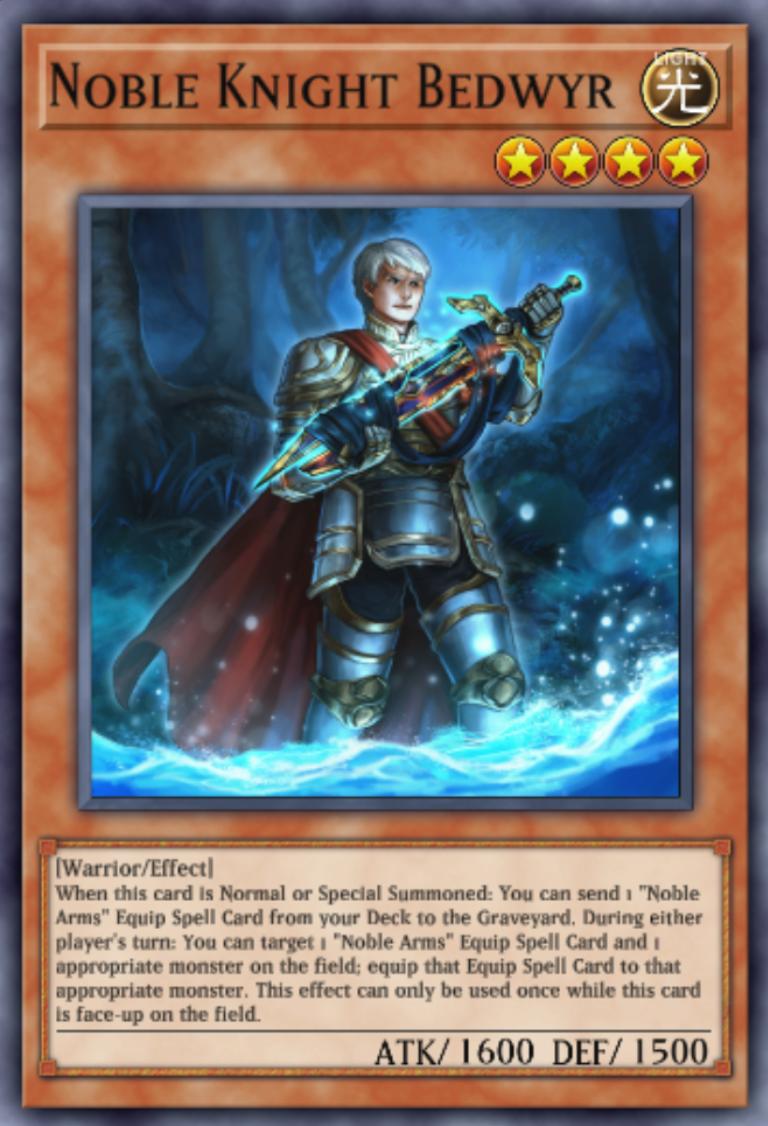 Noble Knight Bedwyr
LIGHT
光
[Warrior/Effect]
When this card is Normal or Special Summoned: You can send 1 "Noble
Arms" Equip Spell Card from your Deck to the Graveyard. During either
player's turn: You can target 1 "Noble Arms" Equip Spell Card and 1
appropriate monster on the field; equip that Equip Spell Card to that
appropriate monster. This effect can only be used once while this card
is face-up on the field.
ATK/ 1600 DEF/ 1500